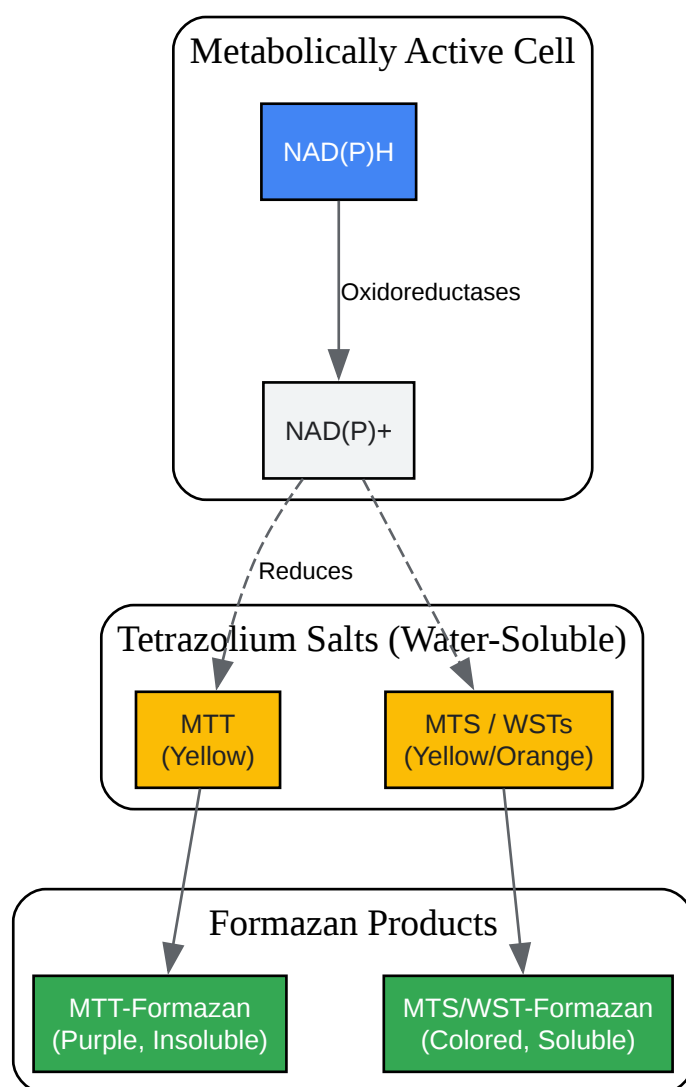 Metabolically Active Cell
NAD(P)H
Oxidoreductases
NAD(P)+
Reduces
Tetrazolium Salts (Water-Soluble)
MTT
(Yellow)
MTS / WSTs
(Yellow/Orange)
Formazan Products
MTT-Formazan
(Purple, Insoluble)
MTS/WST-Formazan
(Colored, Soluble)